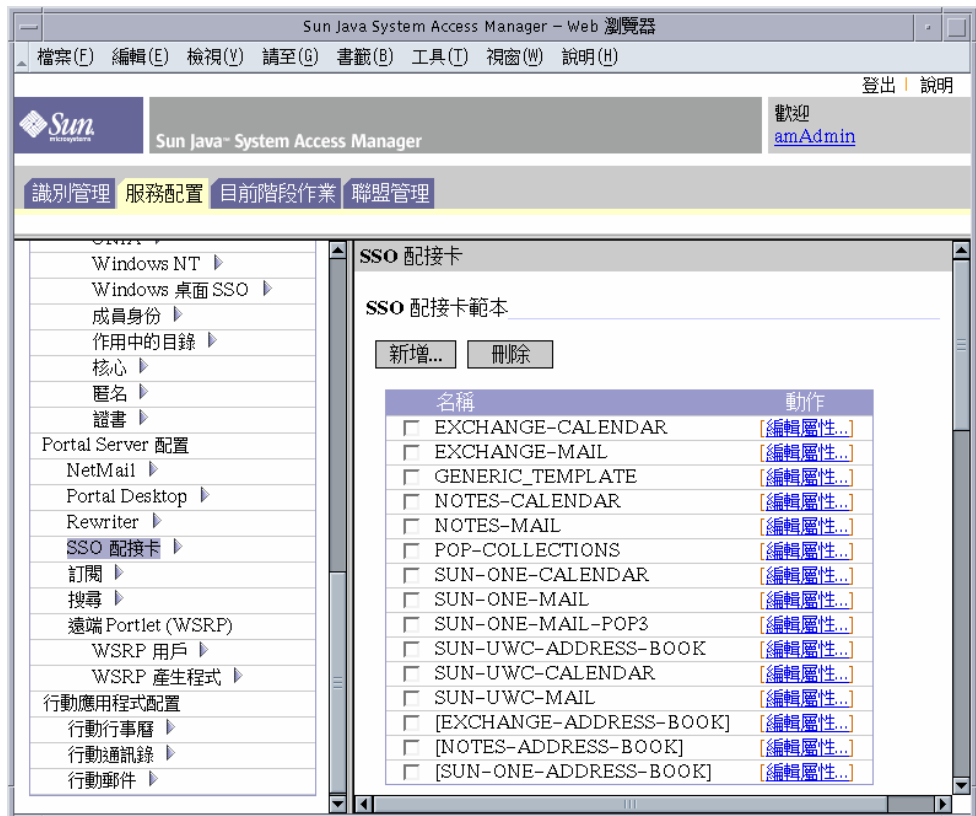 Sun Java System Access Manager – Web 瀏覽器
檔案(F) 編輯(E) 檢視(V) 請至(G) 書籤(B) 工具(T) 視窗(W) 說明(H)
登出 | 說明
Sun
microsystems
Sun Java™ System Access Manager
歡迎
amAdmin
識別管理 服務配置 目前階段作業 聯盟管理
Windows NT
Windows 桌面 SSO
成員身份
作用中的目錄
核心
匿名
證書
Portal Server 配置
NetMail
Portal Desktop
Rewriter
SSO 配接卡
訂閱
搜尋
遠端 Portlet (WSRP)
WSRP 用戶
WSRP 產生程式
行動應用程式配置
行動行事曆
行動通訊錄
行動郵件
SSO 配接卡
SSO 配接卡範本
新增... 刪除
名稱 動作
EXCHANGE-CALENDAR [編輯屬性...]
EXCHANGE-MAIL [編輯屬性...]
GENERIC_TEMPLATE [編輯屬性...]
NOTES-CALENDAR [編輯屬性...]
NOTES-MAIL [編輯屬性...]
POP-COLLECTIONS [編輯屬性...]
SUN-ONE-CALENDAR [編輯屬性...]
SUN-ONE-MAIL [編輯屬性...]
SUN-ONE-MAIL-POP3 [編輯屬性...]
SUN-UWC-ADDRESS-BOOK [編輯屬性...]
SUN-UWC-CALENDAR [編輯屬性...]
SUN-UWC-MAIL [編輯屬性...]
[EXCHANGE-ADDRESS-BOOK] [編輯屬性...]
[NOTES-ADDRESS-BOOK] [編輯屬性...]
[SUN-ONE-ADDRESS-BOOK] [編輯屬性...]